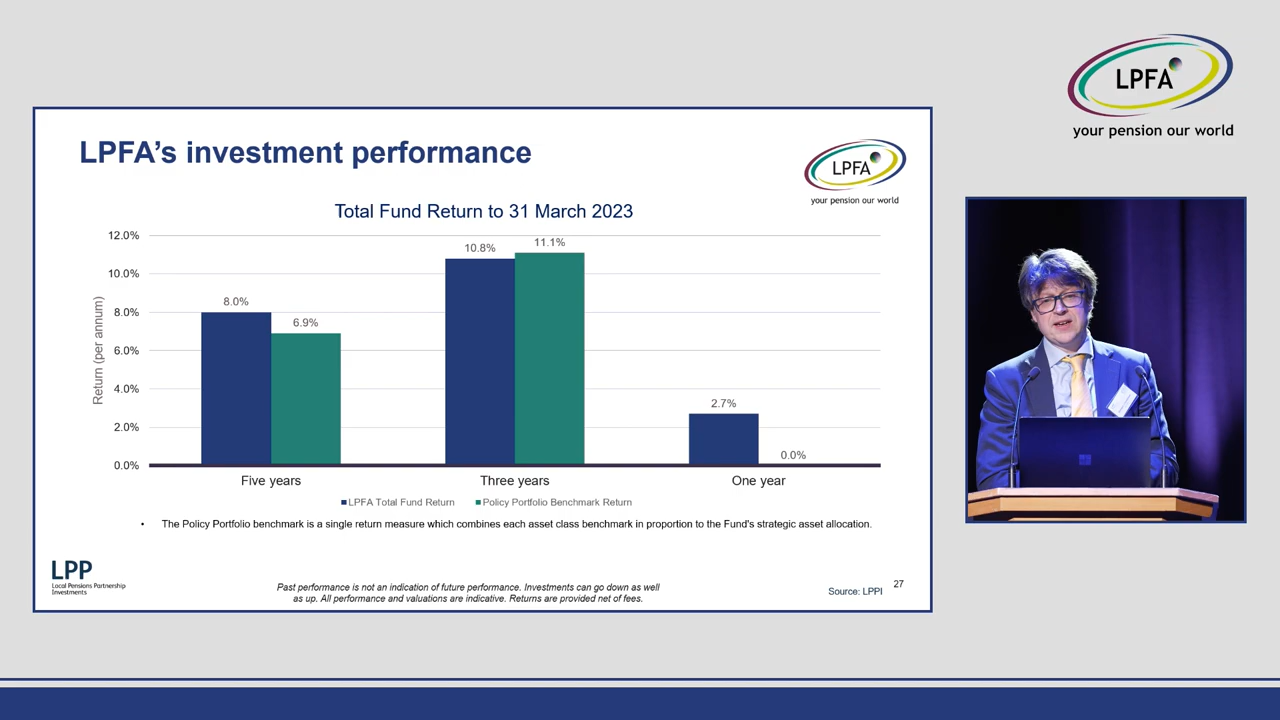 LPFA
your pension our world
LPFA's investment performance
LPFA
your pension our world
Total Fund Return to 31 March 2023
Return (per annum)
12.0%
10.0%
8.0%
6.0%
4.0%
2.0%
0.0%
8.0%
6.9%
10.8%
11.1%
2.7%
0.0%
Five years
Three years
One year
LPFA Total Fund Return
Policy Portfolio Benchmark Return
• The Policy Portfolio benchmark is a single return measure which combines each asset class benchmark in proportion to the Fund's strategic asset allocation.
LPP
Local Pensions Partnership
Investments
Past performance is not an indication of future performance. Investments can go down as well
as up. All performance and valuations are indicative. Returns are provided net of fees.
Source: LPPI
27